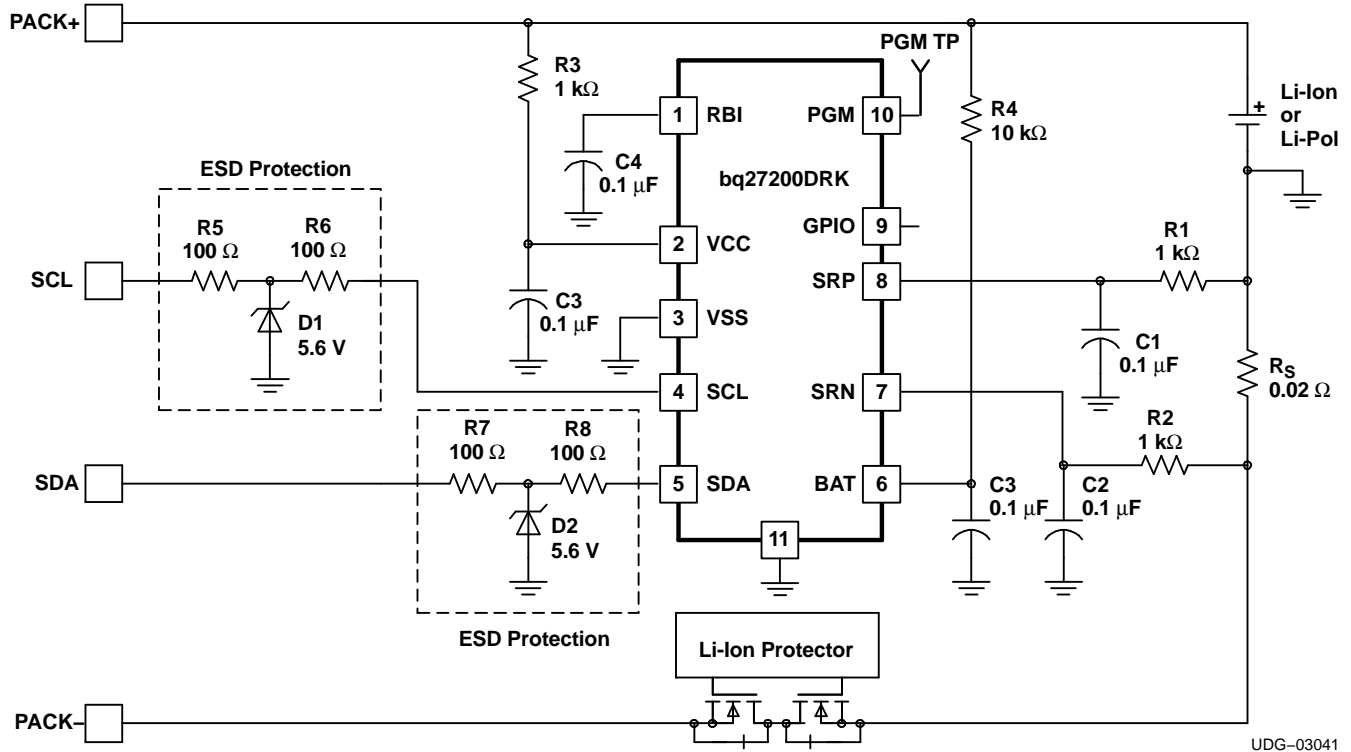 PACK+
R3
1 kΩ
PGM TP
1
RBI
PGM
10
R4
10 kΩ
Li-Ion
or
Li-Pol
+
C4
0.1 μF
bq27200DRK
ESD Protection
R5
100 Ω
R6
100 Ω
GPIO
9
R1
1 kΩ
2
VCC
SCL
SRP
8
C3
0.1 μF
3
VSS
D1
5.6 V
C1
0.1 μF
RS
0.02 Ω
4
SCL
SRN
7
R7
100 Ω
R8
100 Ω
R2
1 kΩ
SDA
5
SDA
BAT
6
C3
0.1 μF
C2
0.1 μF
D2
5.6 V
11
ESD Protection
Li-Ion Protector
PACK–
UDG–03041